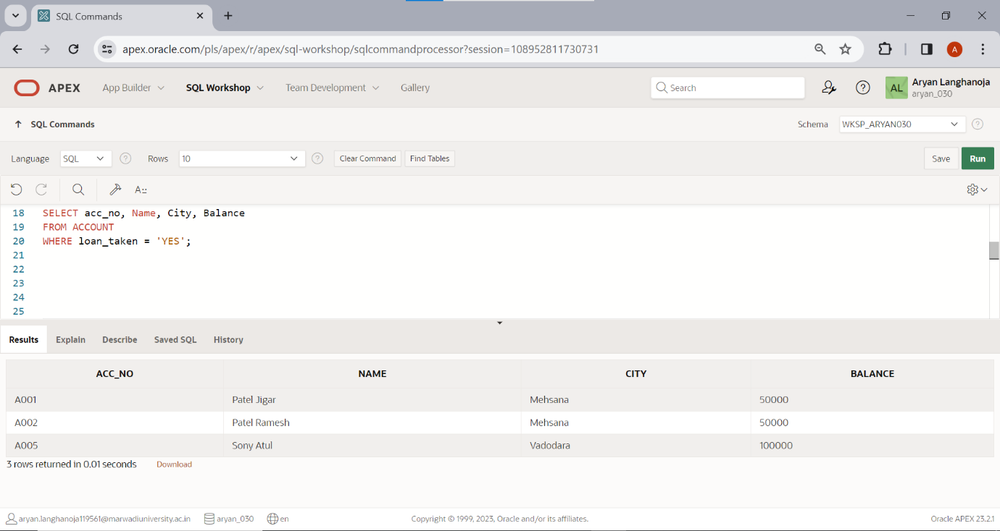 SQL Commands
apex.oracle.com/pls/apex/r/apex/sql-workshop/sqlcommandprocessor?session=108952811730731
A
APEX App Builder SQL Workshop Team Development Gallery Search AL Aryan Langhanoja
aryan_030
SQL Commands Schema WKSP_ARYAN030
Language SQL Rows 10 Clear Command Find Tables Save Run
A::
18 SELECT acc_no, Name, City, Balance
19 FROM ACCOUNT
20 WHERE loan_taken = 'YES';
21
22
23
24
25
Results Explain Describe Saved SQL History
ACC_NO NAME CITY BALANCE
A001 Patel Jigar Mehsana 50000
A002 Patel Ramesh Mehsana 50000
A005 Sony Atul Vadodara 100000
3 rows returned in 0.01 seconds Download
aryan.langhanoja119561@marwadiuniversity.ac.in aryan_030 en Copyright © 1999, 2023, Oracle and/or its affiliates. Oracle APEX 23.2.1